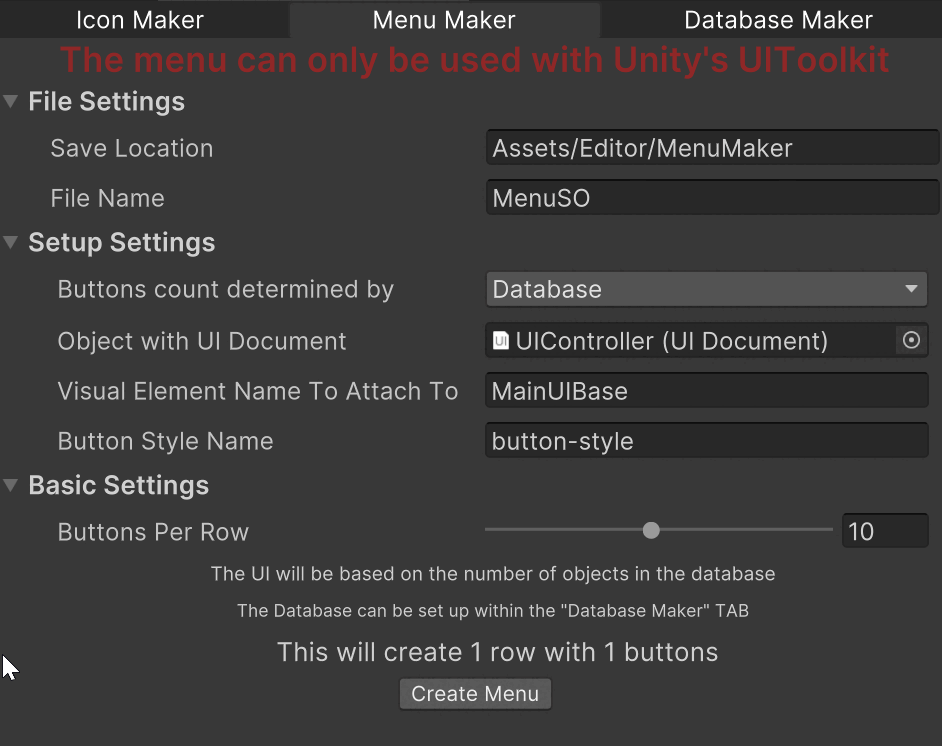 Icon Maker Menu Maker Database Maker
The menu can only be used with Unity's UIToolkit
File Settings
Save Location Assets/Editor/MenuMaker
File Name MenuSO
Setup Settings
Buttons count determined by Database
Object with UI Document UIController (UI Document)
Visual Element Name To Attach To MainUIBase
Button Style Name button-style
Basic Settings
Buttons Per Row 10
The UI will be based on the number of objects in the database
The Database can be set up within the "Database Maker" TAB
This will create 1 row with 1 buttons
Create Menu